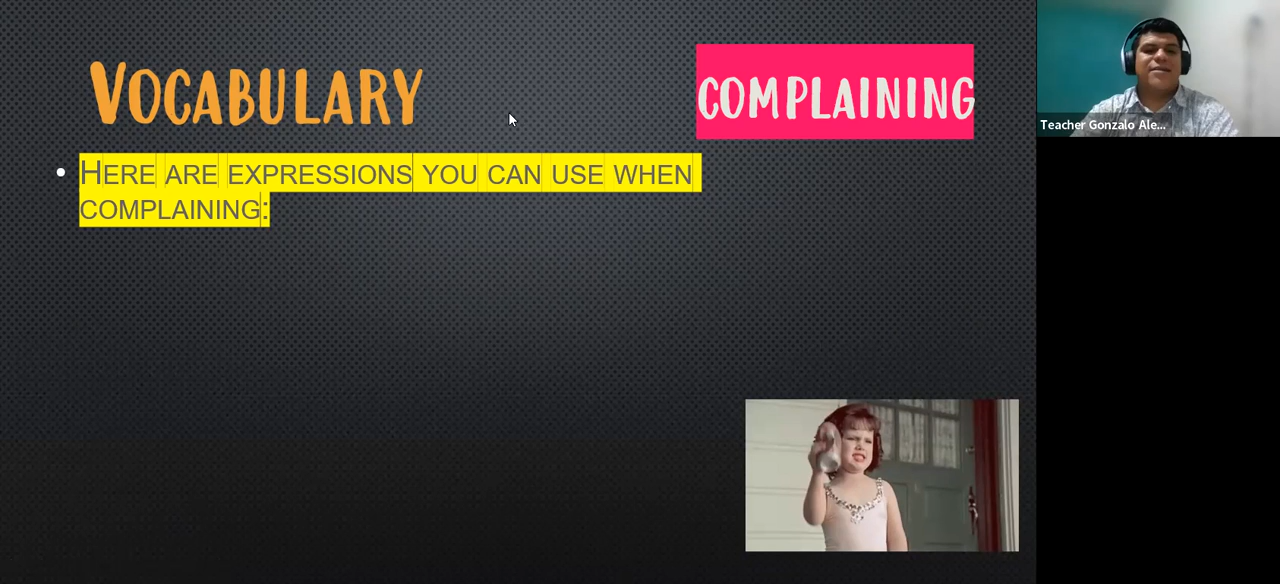 VOCABULARY
COMPLAINING
HERE ARE EXPRESSIONS YOU CAN USE WHEN
COMPLAINING:
Teacher Gonzalo Ale...